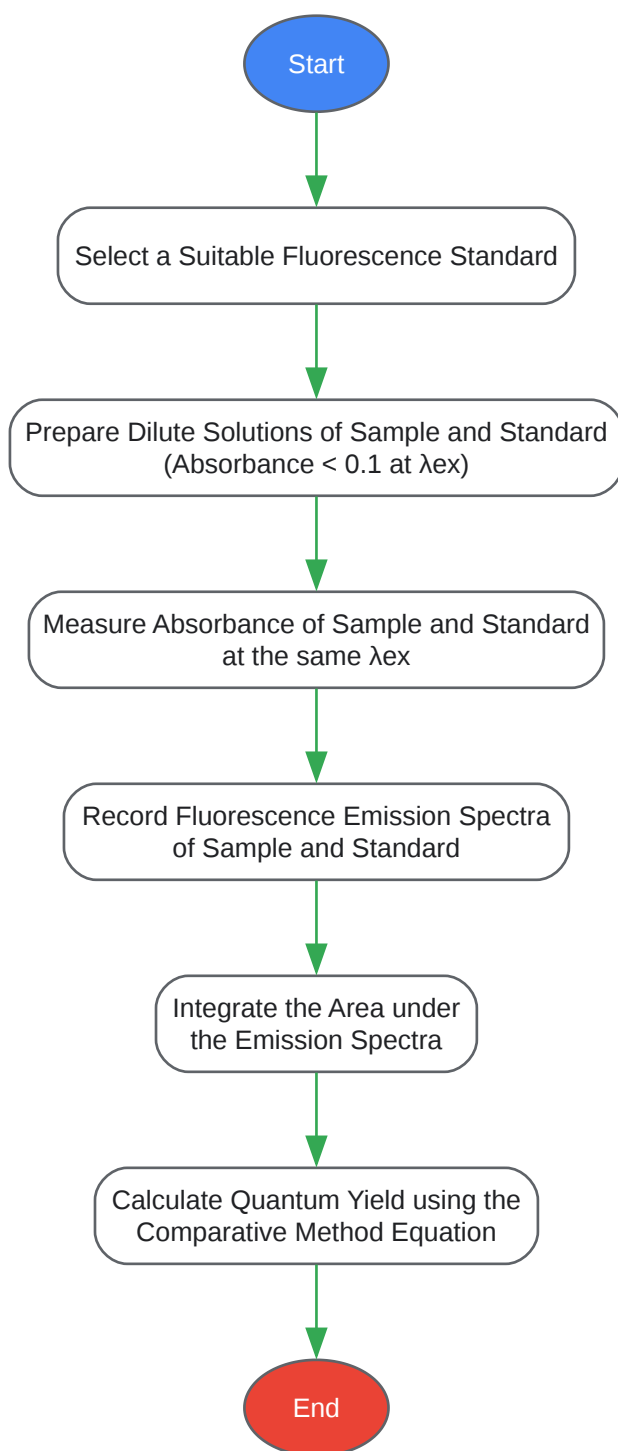 Start
Select a Suitable Fluorescence Standard
Prepare Dilute Solutions of Sample and Standard
(Absorbance < 0.1 at λex)
Measure Absorbance of Sample and Standard
at the same λex
Record Fluorescence Emission Spectra
of Sample and Standard
Integrate the Area under
the Emission Spectra
Calculate Quantum Yield using the
Comparative Method Equation
End